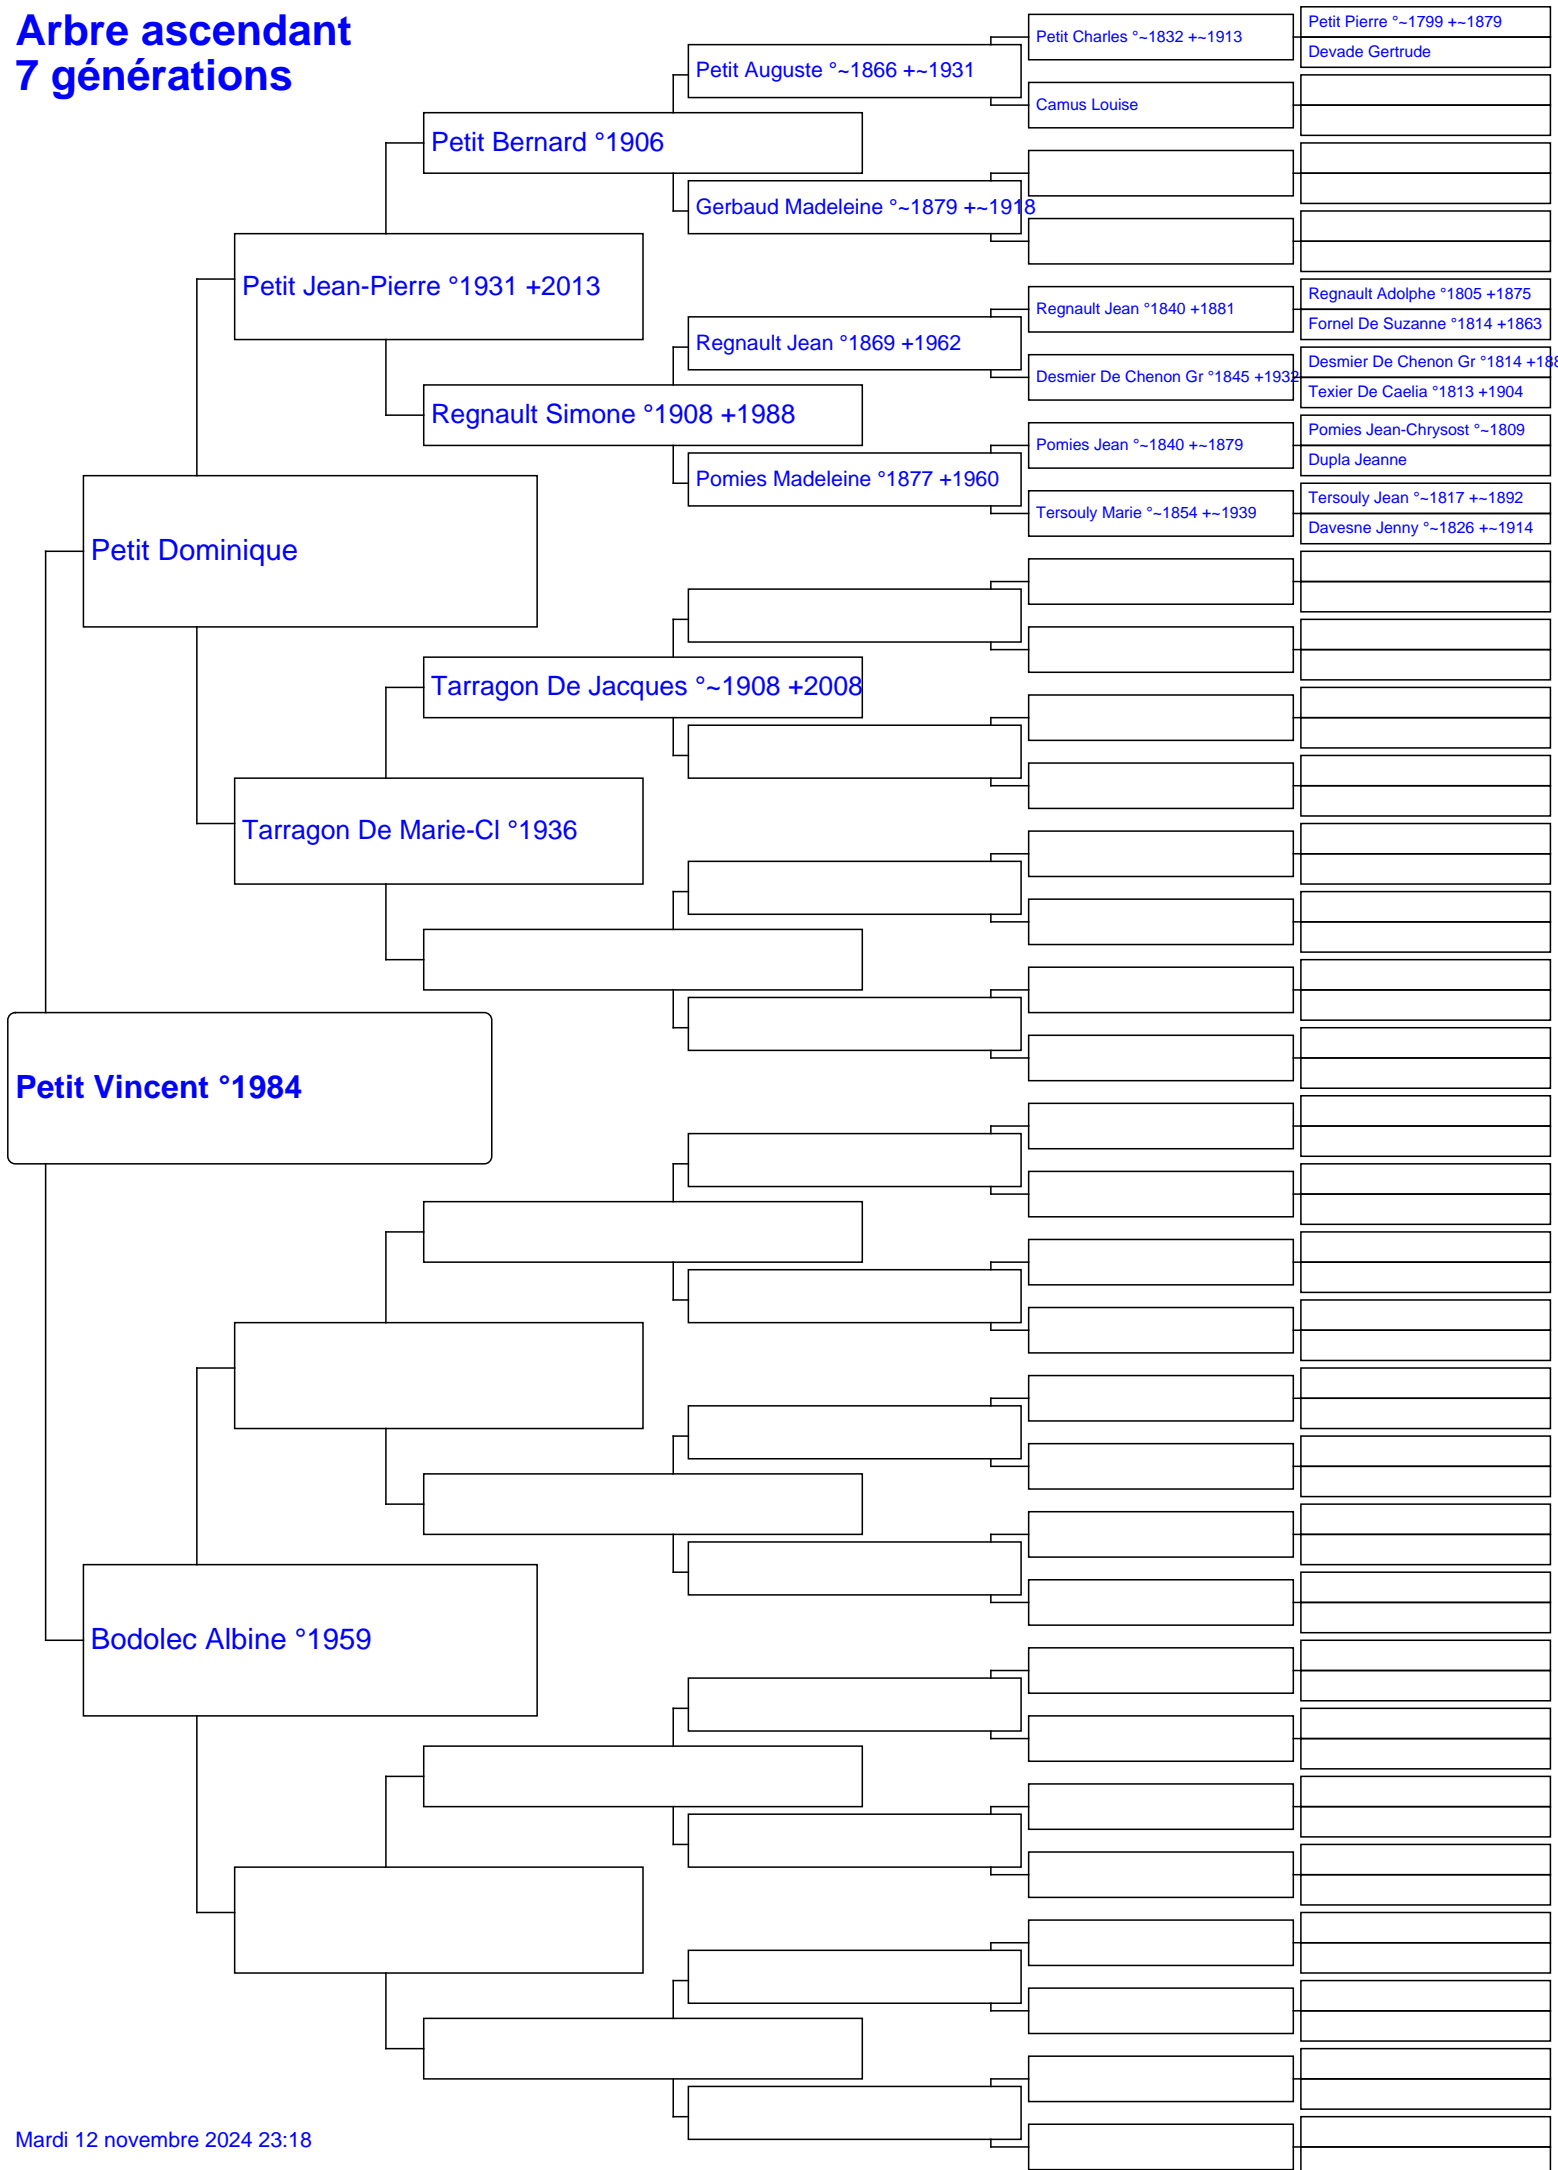 Arbre ascendant
7 générations
Petit Pierre °~1799 +~1879
Petit Charles °~1832 +~1913
Devade Gertrude
Petit Auguste °~1866 +~1931
Camus Louise
Petit Bernard °1906
Gerbaud Madeleine °~1879 +~1918
Petit Jean-Pierre °1931 +2013
Regnault Adolphe °1805 +1875
Regnault Jean °1840 +1881
Fornel De Suzanne °1814 +1863
Regnault Jean °1869 +1962
Desmier De Chenon Gr °1814 +188
Desmier De Chenon Gr °1845 +1932
Texier De Caelia °1813 +1904
Regnault Simone °1908 +1988
Pomies Jean-Chrysost °~1809
Pomies Jean °~1840 +~1879
Dupla Jeanne
Pomies Madeleine °1877 +1960
Tersouly Jean °~1817 +~1892
Tersouly Marie °~1854 +~1939
Davesne Jenny °~1826 +~1914
Petit Dominique
Tarragon De Jacques °~1908 +2008
Tarragon De Marie-Cl °1936
Petit Vincent °1984
Bodolec Albine °1959
Mardi 12 novembre 2024 23:18